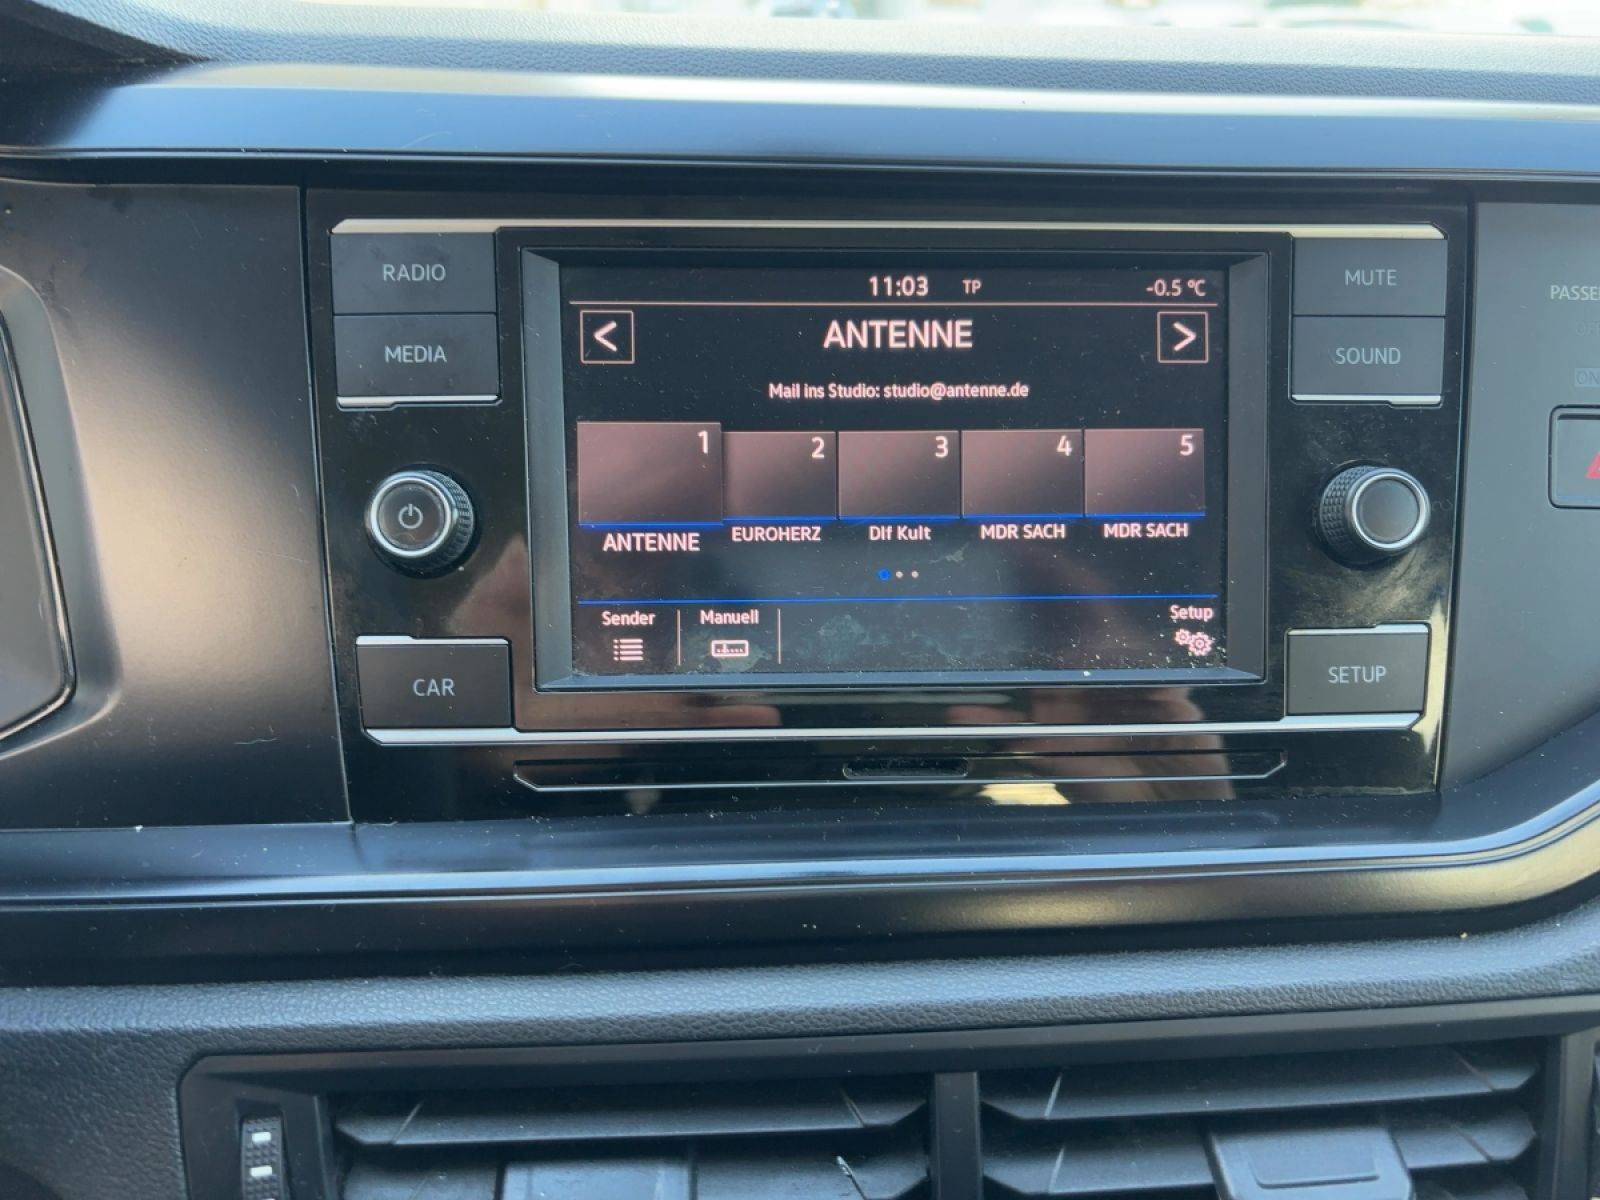 RADIO
MEDIA
CAR
11:03 TP -0.5 °C
< ANTENNE >
Mail ins Studio: studio@antenne.de
1 2 3 4 5
ANTENNE EUROHERZ Dlf Kult MDR SACH MDR SACH
Sender Manuell Setup
MUTE
SOUND
SETUP
ON